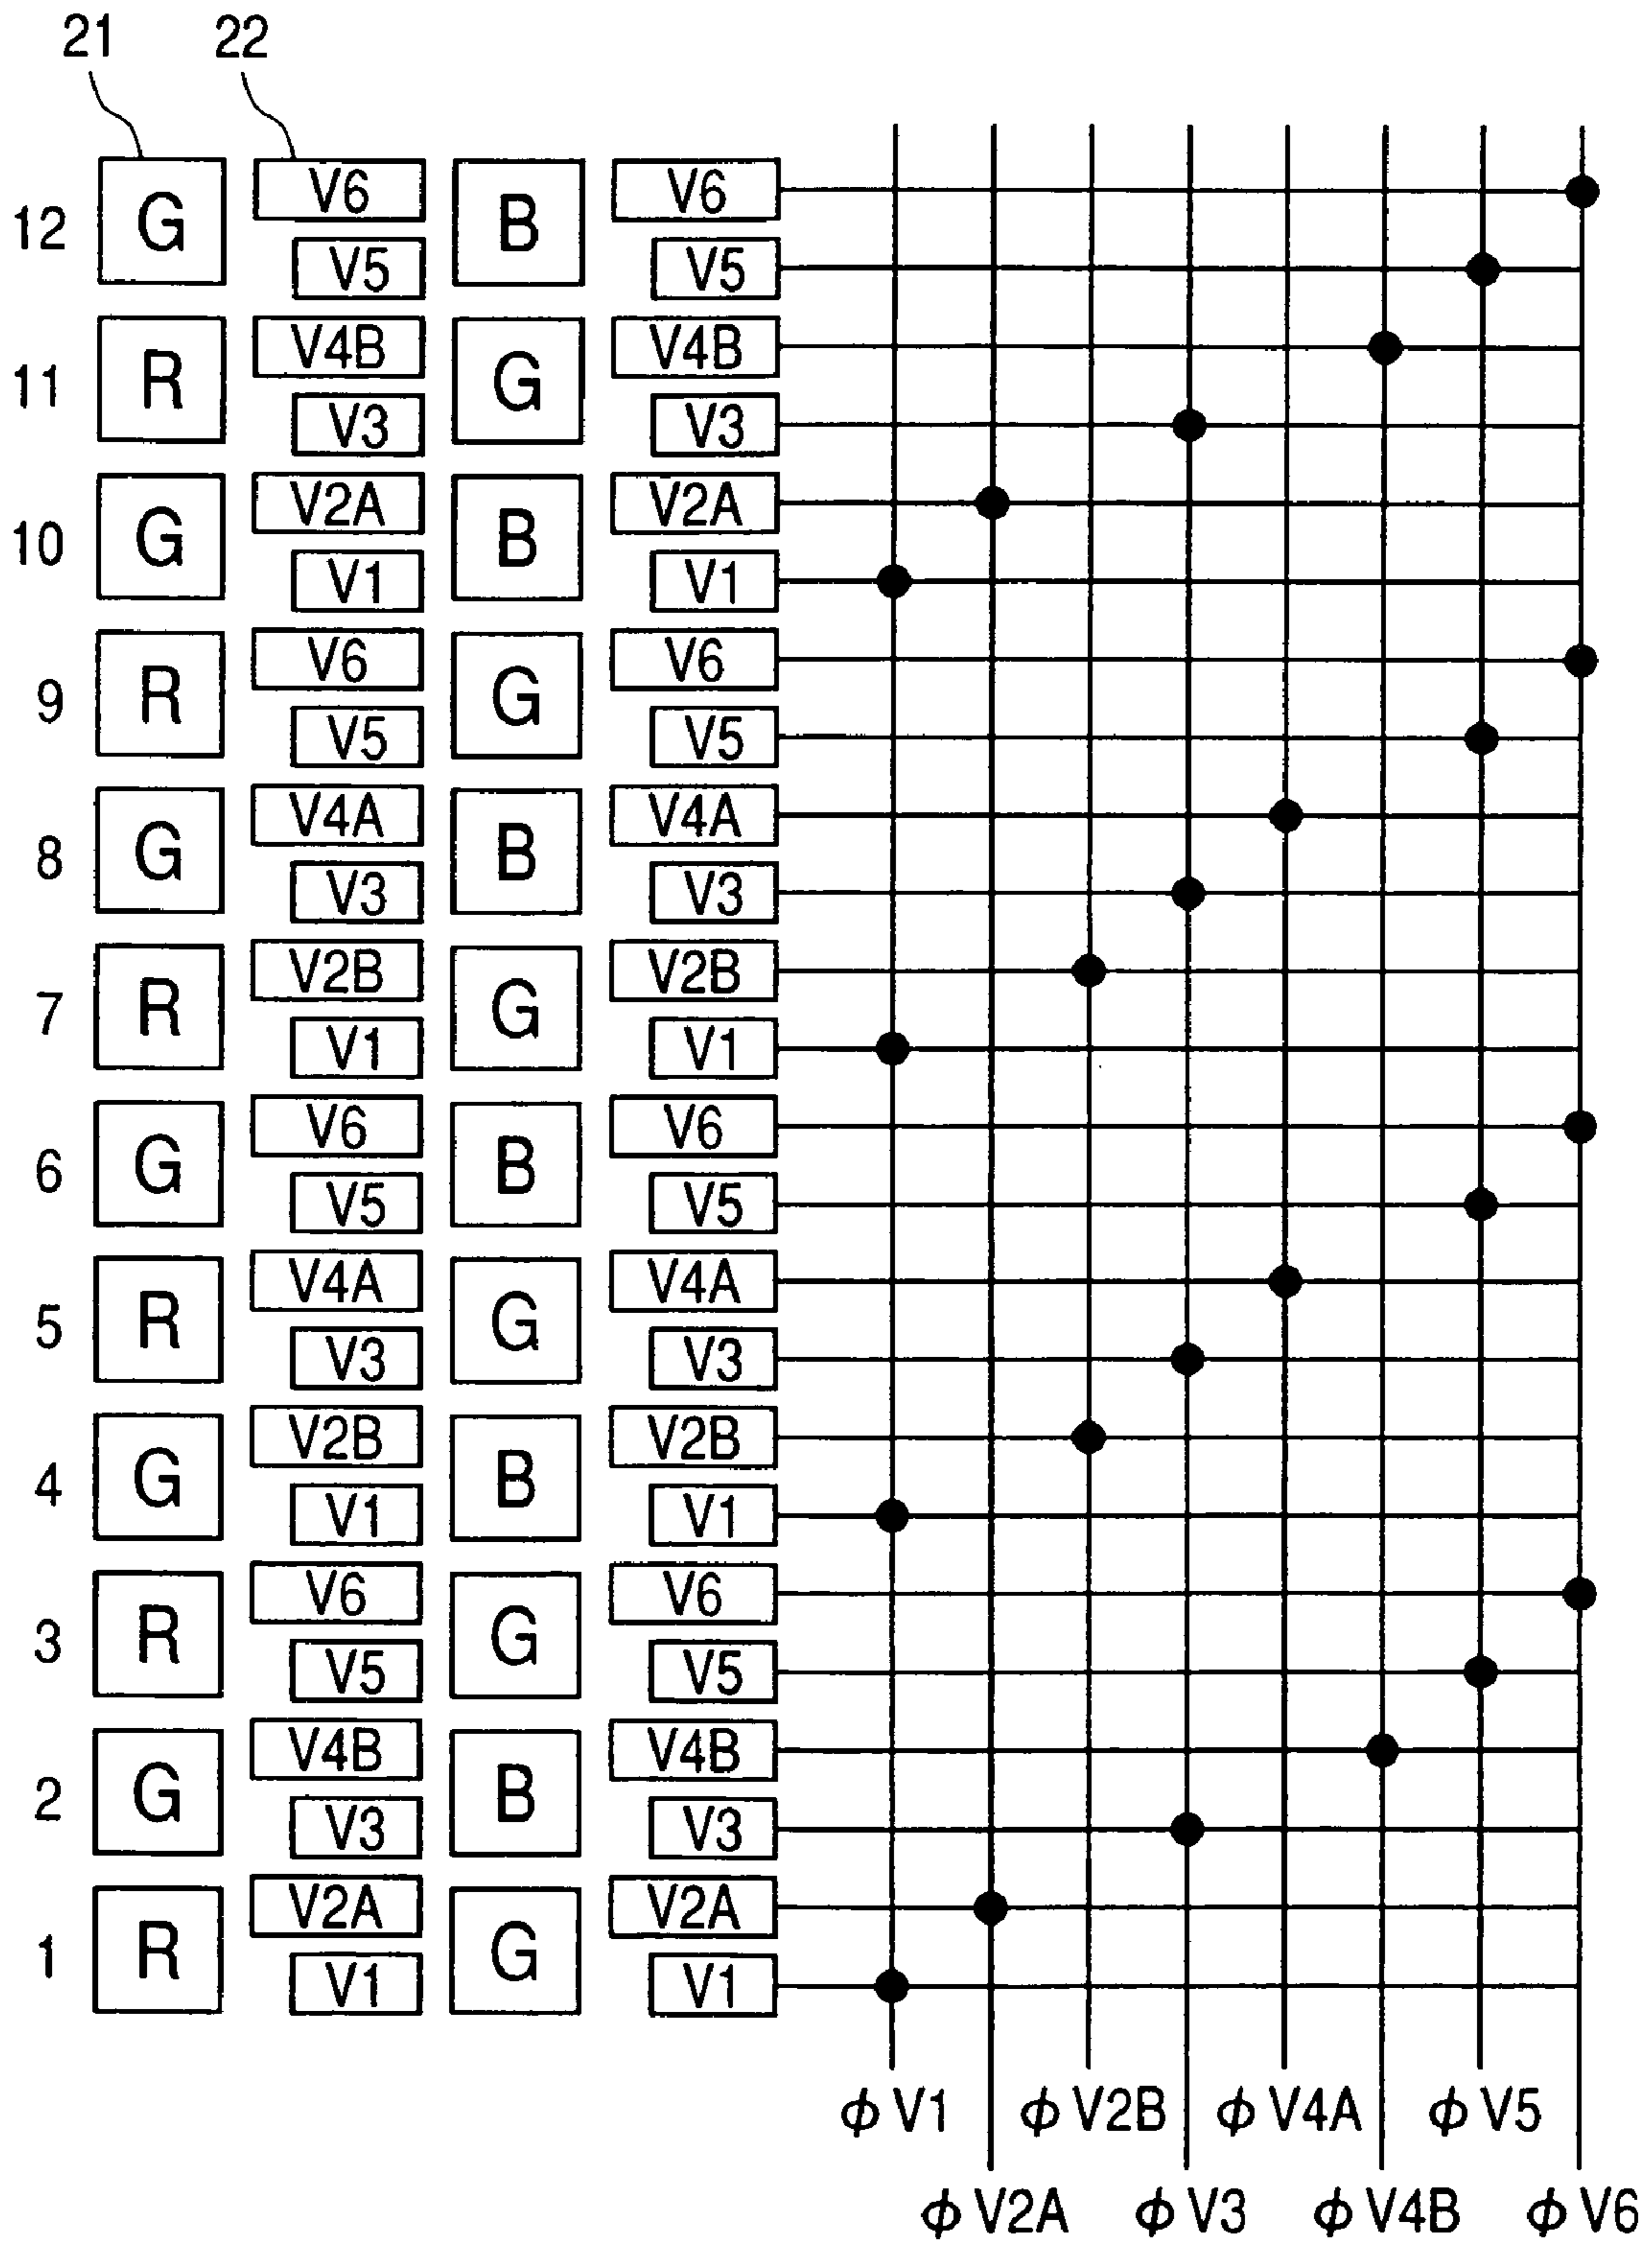 21 22
G V6 B V6
12
V5 V5
R V4B G V4B
11
V3 V3
G V2A B V2A
10
V1 V1
R V6 G V6
9
V5 V5
G V4A B V4A
8
V3 V3
R V2B G V2B
7
V1 V1
G V6 B V6
6
V5 V5
R V4A G V4A
5
V3 V3
G V2B B V2B
4
V1 V1
R V6 G V6
3
V5 V5
G V4B B V4B
2
V3 V3
R V2A G V2A
1
V1 V1
ϕV1 ϕV2B ϕV4A ϕV5
ϕV2A ϕV3 ϕV4B ϕV6